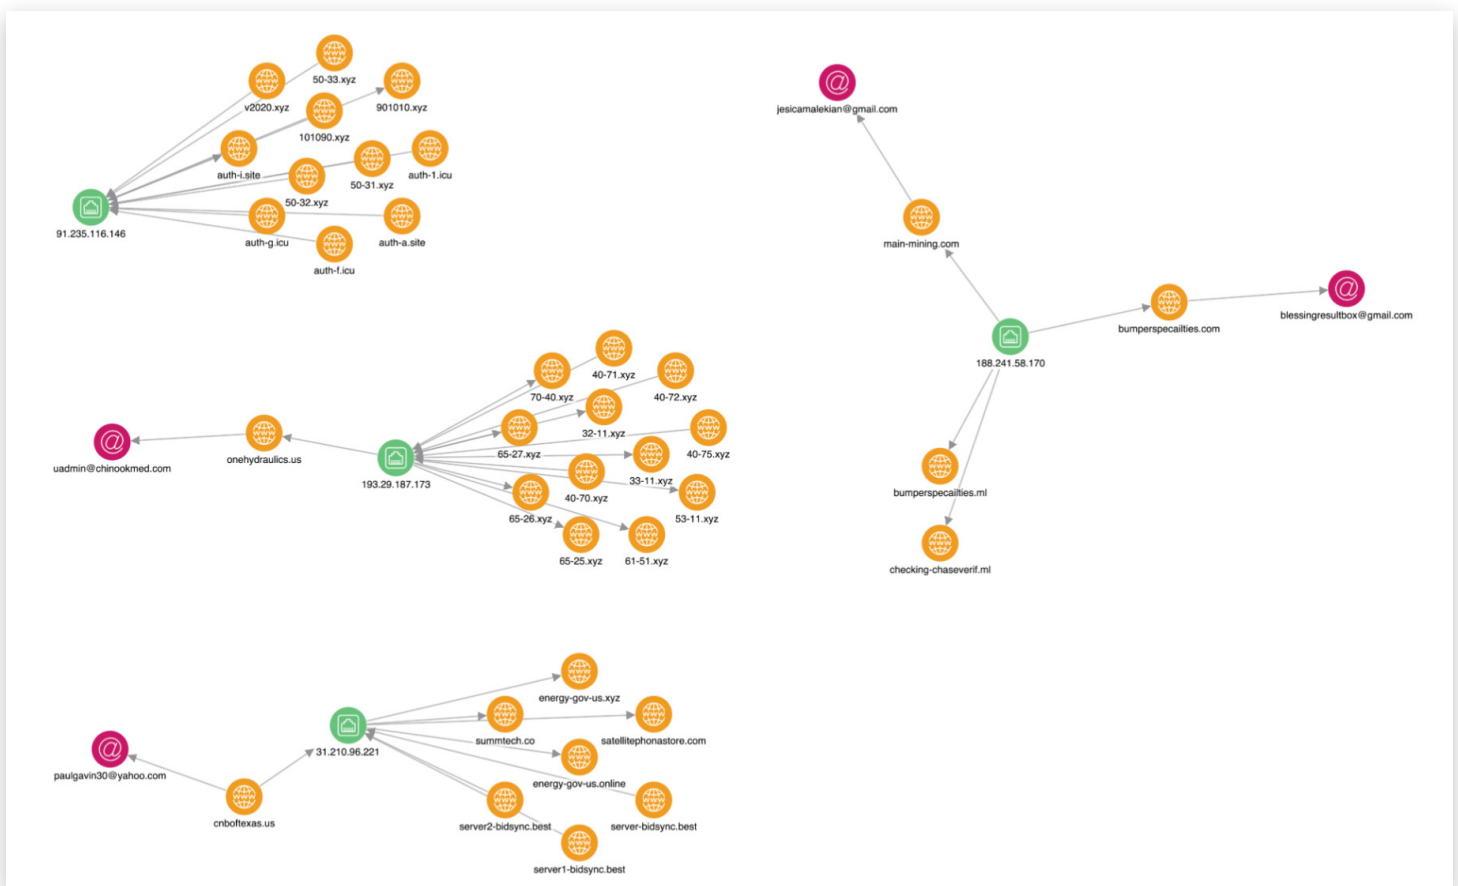 50-33.xyz
v2020.xyz
901010.xyz
101090.xyz
auth-i.site
50-31.xyz
auth-1.icu
50-32.xyz
91.235.116.146
auth-g.icu
auth-a.site
auth-f.icu
40-71.xyz
70-40.xyz
40-72.xyz
32-11.xyz
65-27.xyz
40-75.xyz
onehydraulics.us
uadmin@chinookmed.com
193.29.187.173
33-11.xyz
40-70.xyz
65-26.xyz
53-11.xyz
65-25.xyz
61-51.xyz
energy-gov-us.xyz
summtech.co
satellitephonastore.com
31.210.96.221
paulgavin30@yahoo.com
energy-gov-us.online
cnboftexas.us
server2-bidsync.best
server-bidsync.best
server1-bidsync.best
jesicamalekian@gmail.com
main-mining.com
blessingresultbox@gmail.com
bumperspecailties.com
188.241.58.170
bumperspecailties.ml
checking-chaseverif.ml